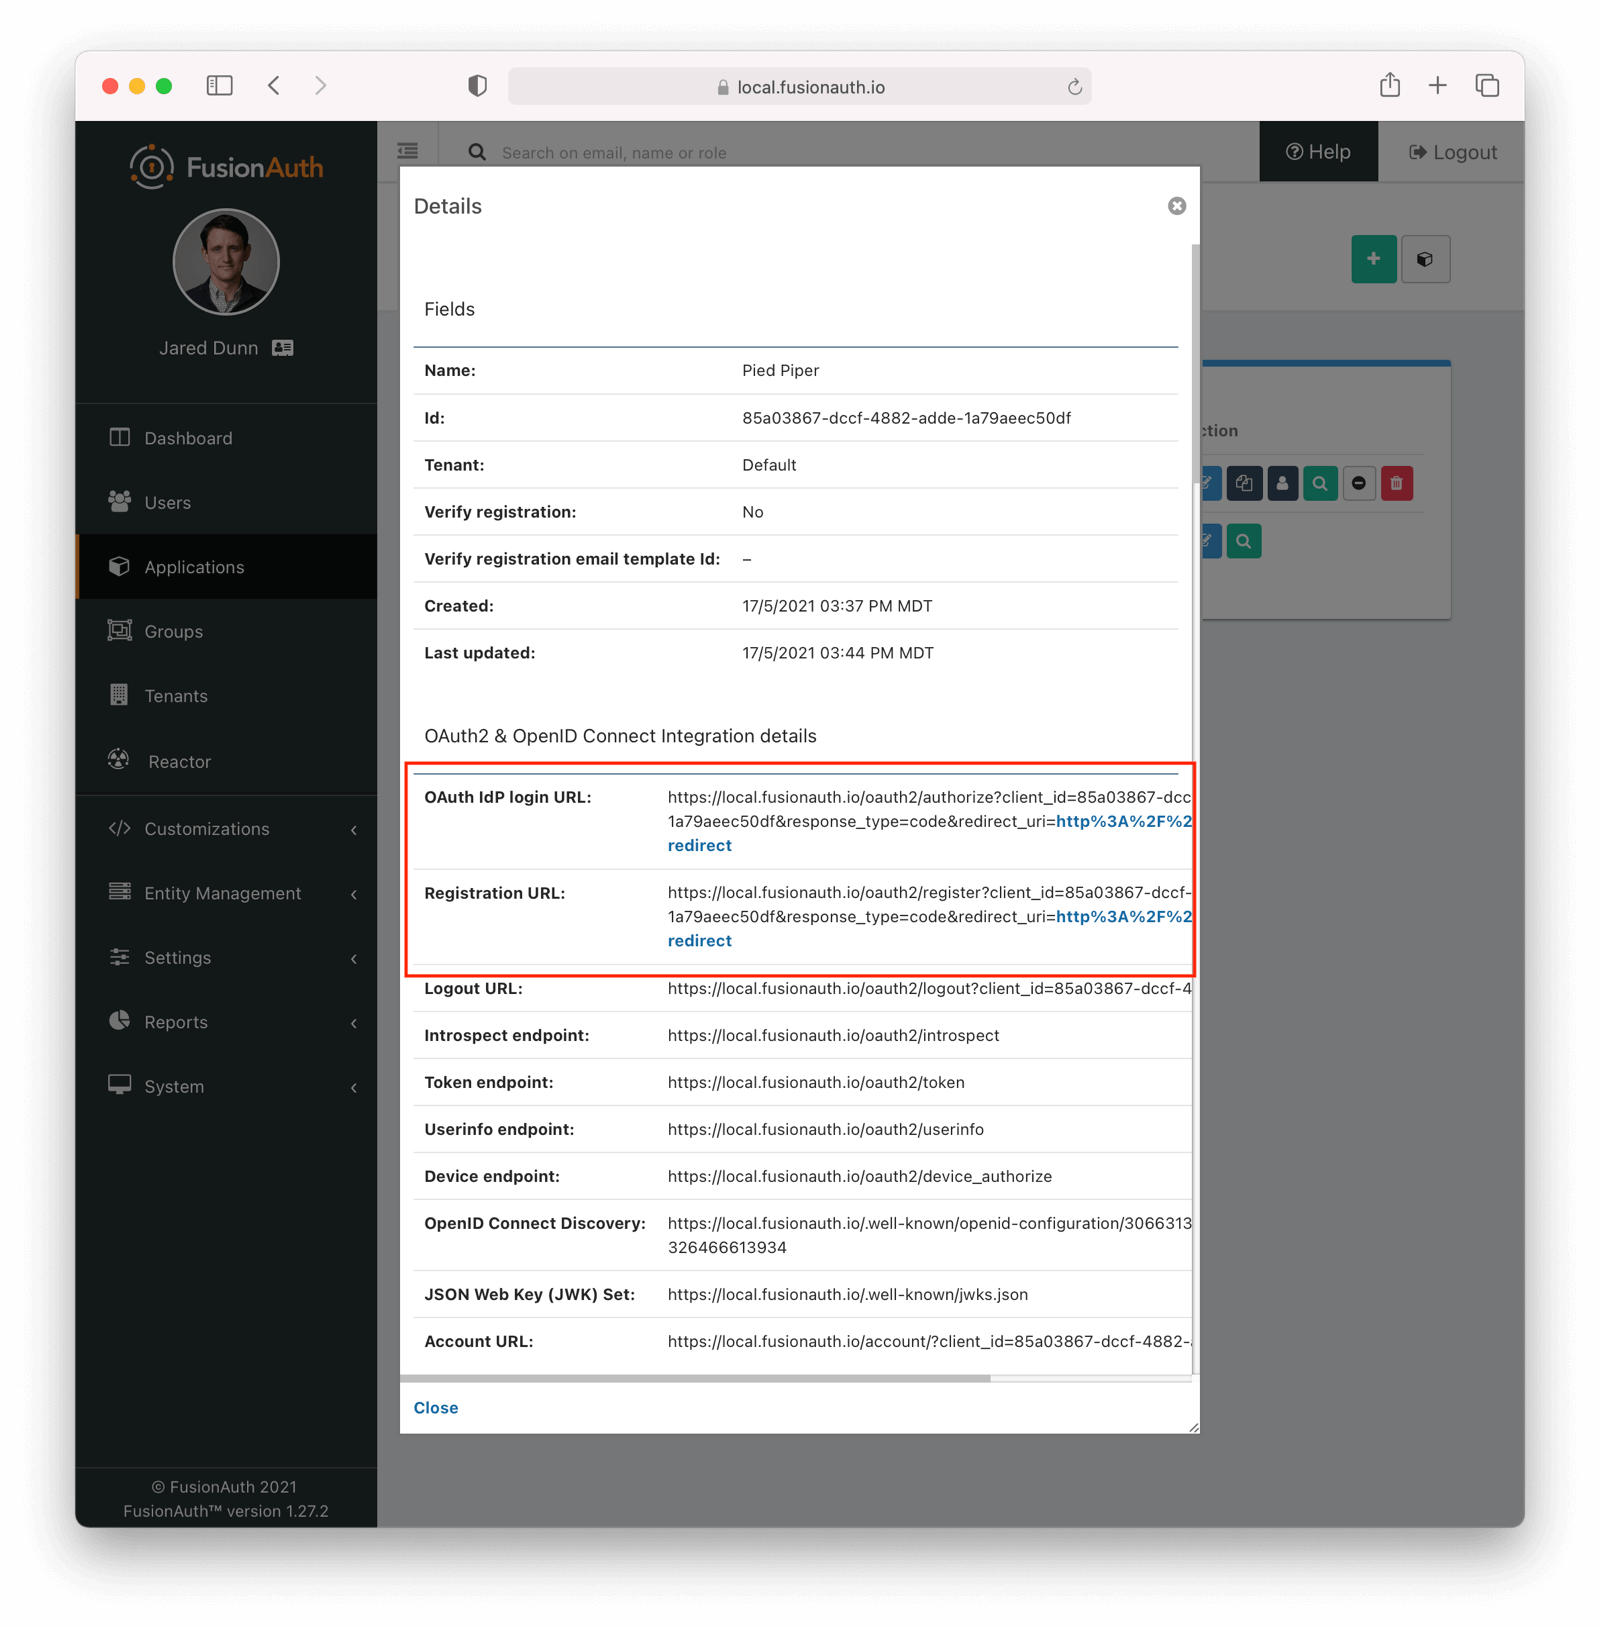 local.fusionauth.io
FusionAuth
Search on email, name or role
Help
Logout
Jared Dunn
Dashboard
Users
Applications
Groups
Tenants
Reactor
Customizations
Entity Management
Settings
Reports
System
© FusionAuth 2021
FusionAuth™ version 1.27.2
Details
Fields
Name: Pied Piper
Id: 85a03867-dccf-4882-adde-1a79aeec50df
Tenant: Default
Verify registration: No
Verify registration email template Id: –
Created: 17/5/2021 03:37 PM MDT
Last updated: 17/5/2021 03:44 PM MDT
OAuth2 & OpenID Connect Integration details
OAuth IdP login URL: https://local.fusionauth.io/oauth2/authorize?client_id=85a03867-dcc
1a79aeec50df&response_type=code&redirect_uri=http%3A%2F%2
redirect
Registration URL: https://local.fusionauth.io/oauth2/register?client_id=85a03867-dccf-
1a79aeec50df&response_type=code&redirect_uri=http%3A%2F%2
redirect
Logout URL: https://local.fusionauth.io/oauth2/logout?client_id=85a03867-dccf-4
Introspect endpoint: https://local.fusionauth.io/oauth2/introspect
Token endpoint: https://local.fusionauth.io/oauth2/token
Userinfo endpoint: https://local.fusionauth.io/oauth2/userinfo
Device endpoint: https://local.fusionauth.io/oauth2/device_authorize
OpenID Connect Discovery: https://local.fusionauth.io/.well-known/openid-configuration/3066313
326466613934
JSON Web Key (JWK) Set: https://local.fusionauth.io/.well-known/jwks.json
Account URL: https://local.fusionauth.io/account/?client_id=85a03867-dccf-4882-
Close
ction